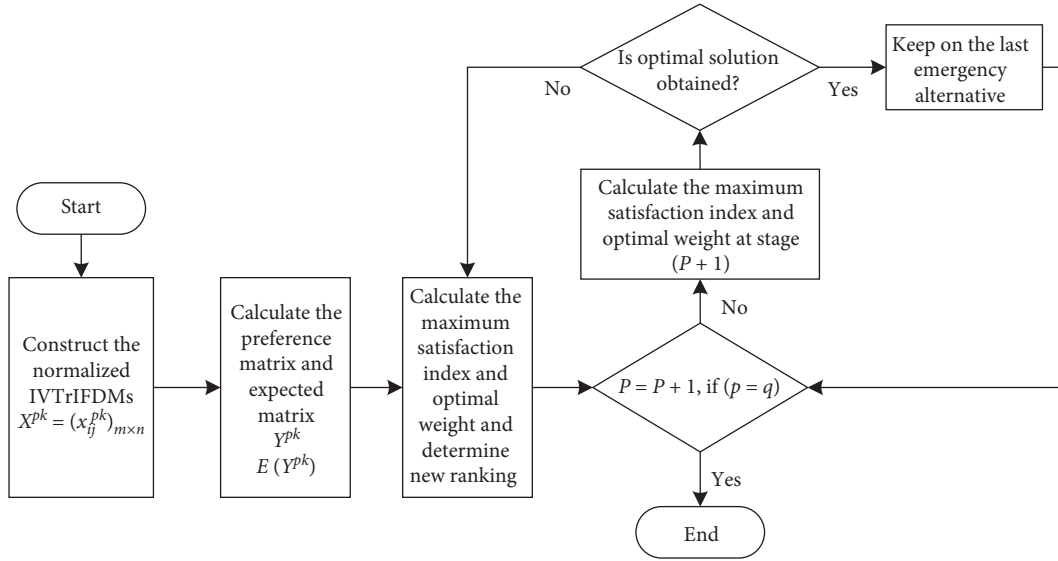 Start
Construct the
normalized
IVTrIFDMs
X^{pk} = (x_{ij}^{pk})_{m×n}
Calculate the
preference
matrix and
expected
matrix
Y^{pk}
E (Y^{pk})
Calculate the
maximum
satisfaction
index and
optimal
weight and
determine
new ranking
P = P + 1, if (p = q)
No
Yes
End
Calculate the maximum
satisfaction index and
optimal weight at stage
(P + 1)
Is optimal solution
obtained?
No
Yes
Keep on the last
emergency
alternative